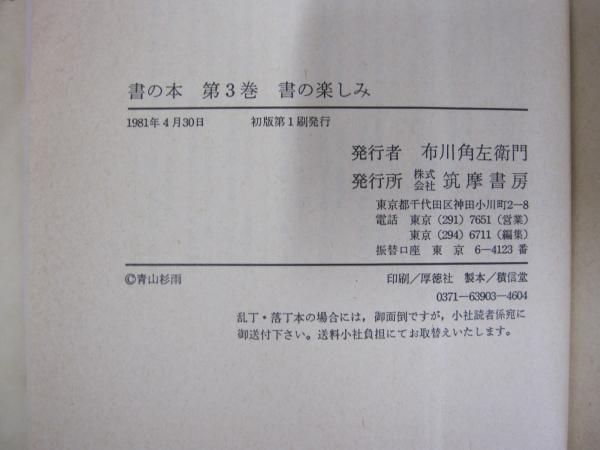 書の本　第3巻　書の楽しみ
1981年4月30日　初版第1刷発行
発行者　布川角左衛門
発行所　株式会社　筑摩書房
東京都千代田区神田小川町2—8
電話　東京（291）7651（営業）
東京（294）6711（編集）
振替口座　東　京　6—4123番
©青山杉雨　印刷／厚徳社　製本／積信堂
0371—63903—4604
乱丁・落丁本の場合には，御面倒ですが，小社読者係宛に
御送付下さい。送料小社負担にてお取替えいたします。